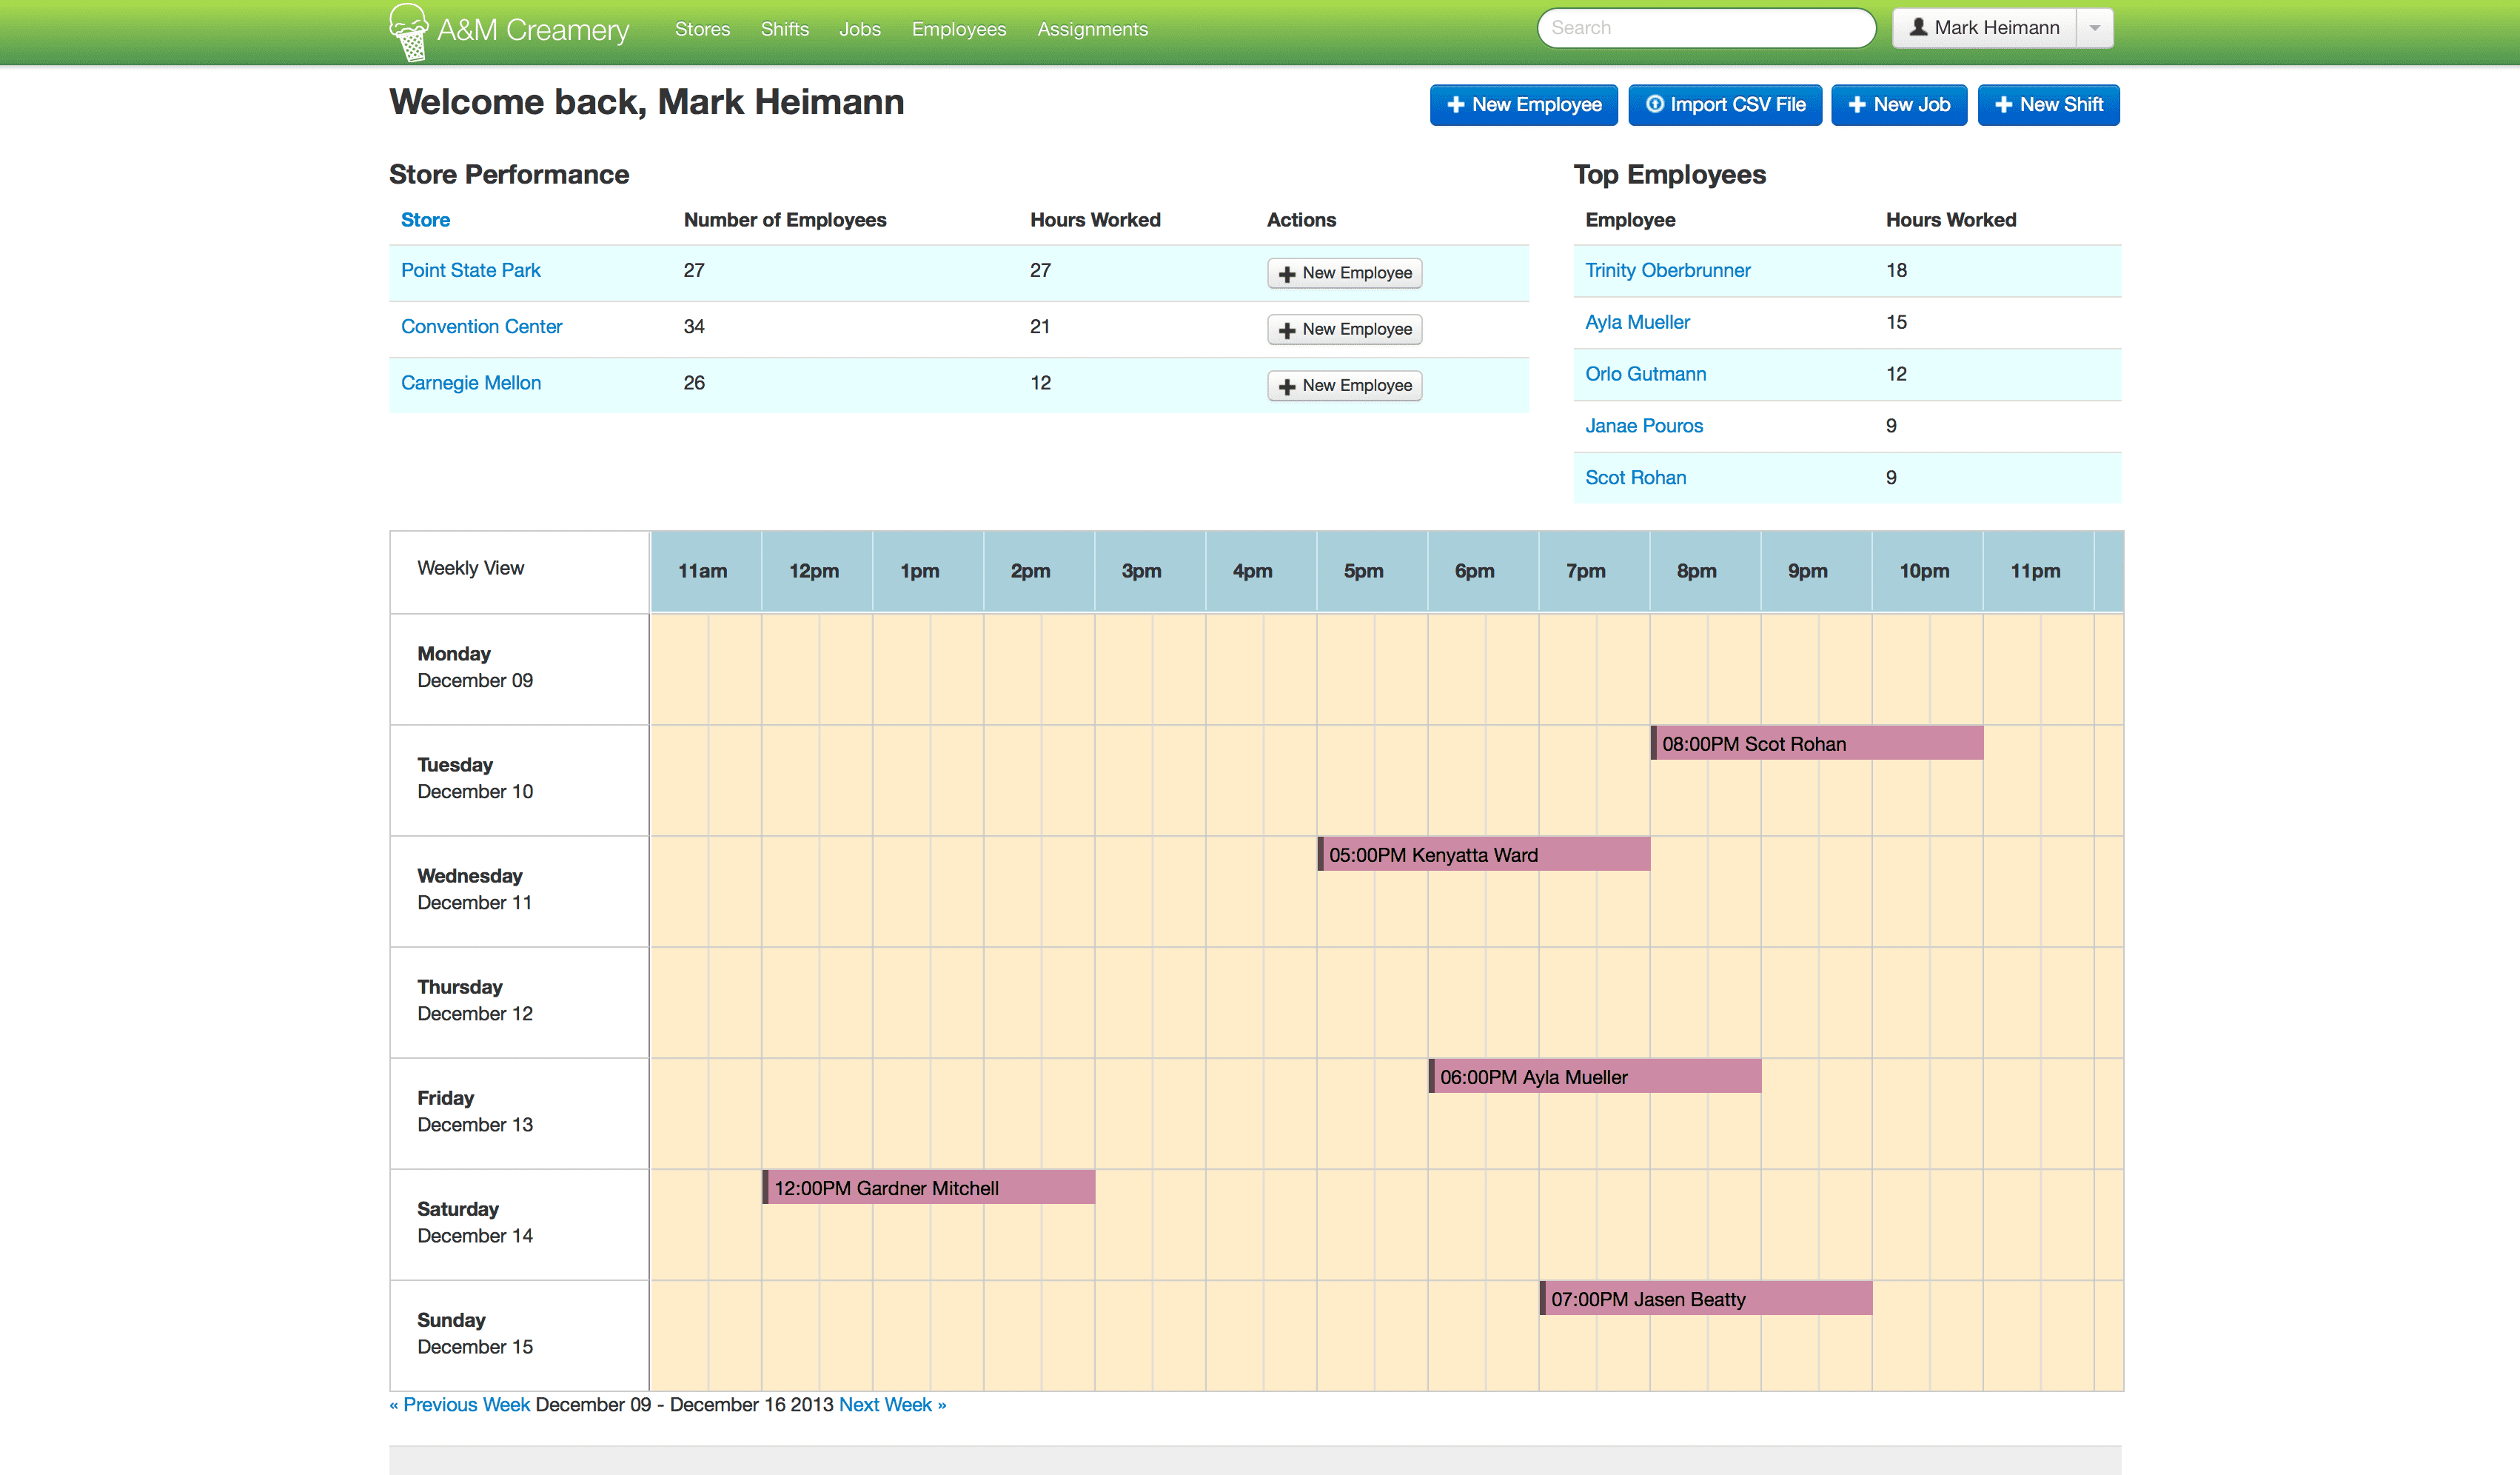 A&M Creamery Stores Shifts Jobs Employees Assignments Search Mark Heimann
Welcome back, Mark Heimann
New Employee Import CSV File New Job New Shift
Store Performance
Store Number of Employees Hours Worked Actions
Point State Park 27 27 New Employee
Convention Center 34 21 New Employee
Carnegie Mellon 26 12 New Employee
Top Employees
Employee Hours Worked
Trinity Oberbrunner 18
Ayla Mueller 15
Orlo Gutmann 12
Janae Pouros 9
Scot Rohan 9
Weekly View 11am 12pm 1pm 2pm 3pm 4pm 5pm 6pm 7pm 8pm 9pm 10pm 11pm
Monday
December 09
08:00PM Scot Rohan
Tuesday
December 10
05:00PM Kenyatta Ward
Wednesday
December 11
Thursday
December 12
06:00PM Ayla Mueller
Friday
December 13
12:00PM Gardner Mitchell
Saturday
December 14
07:00PM Jasen Beatty
Sunday
December 15
« Previous Week December 09 - December 16 2013 Next Week »